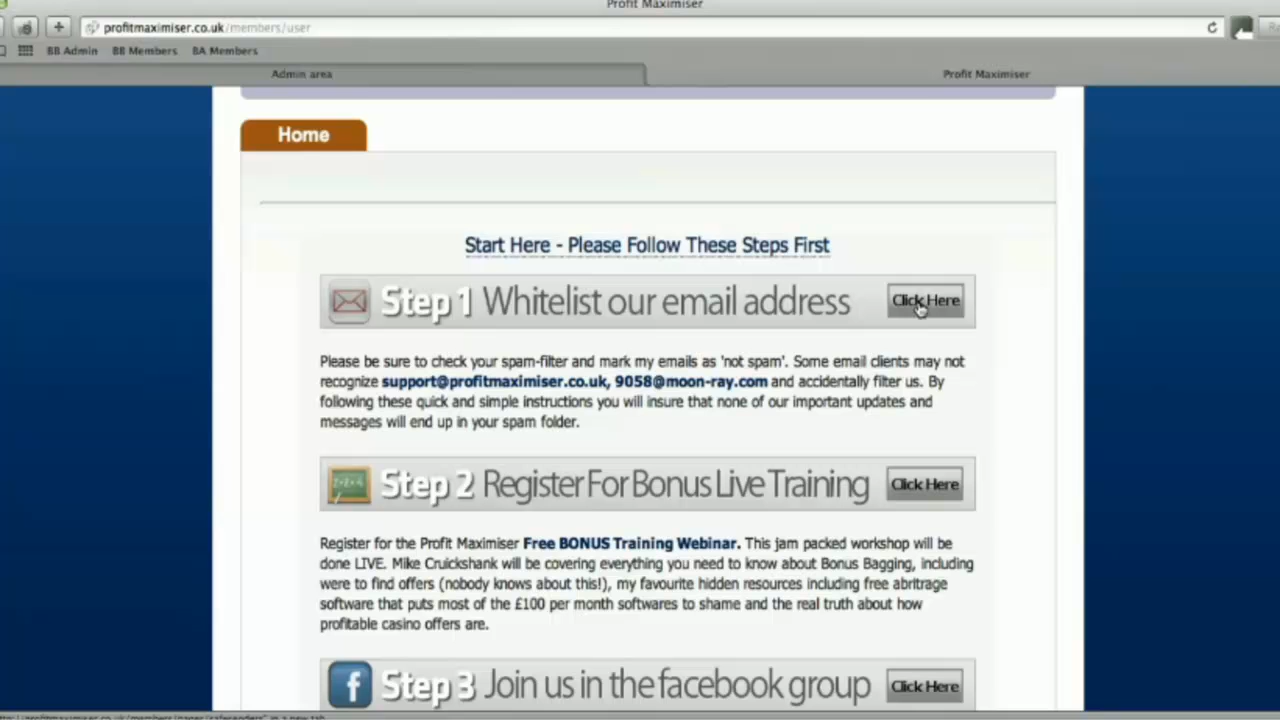 Profit Maximiser
profitmaximiser.co.uk/members/user
BB Admin BB Members BA Members
Admin area Profit Maximiser
Home
Start Here - Please Follow These Steps First
Step 1 Whitelist our email address Click Here
Please be sure to check your spam-filter and mark my emails as 'not spam'. Some email clients may not
recognize support@profitmaximiser.co.uk, 9058@moon-ray.com and accidentally filter us. By
following these quick and simple instructions you will insure that none of our important updates and
messages will end up in your spam folder.
Step 2 Register For Bonus Live Training Click Here
Register for the Profit Maximiser Free BONUS Training Webinar. This jam packed workshop will be
done LIVE. Mike Cruickshank will be covering everything you need to know about Bonus Bagging, including
were to find offers (nobody knows about this!), my favourite hidden resources including free abritrage
software that puts most of the £100 per month softwares to shame and the real truth about how
profitable casino offers are.
Step 3 Join us in the facebook group Click Here